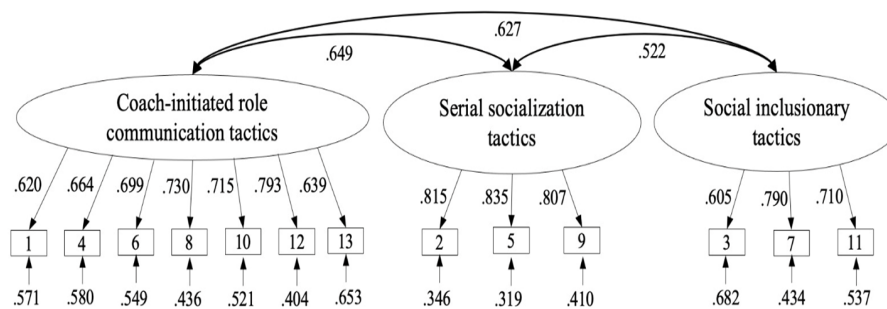 .627
.649 .522
Coach-initiated role
communication tactics
Serial socialization
tactics
Social inclusionary
tactics
.620 .664 .699 .730 .715 .793 .639 .815 .835 .807 .605 .790 .710
1 4 6 8 10 12 13 2 5 9 3 7 11
.571 .580 .549 .436 .521 .404 .653 .346 .319 .410 .682 .434 .537